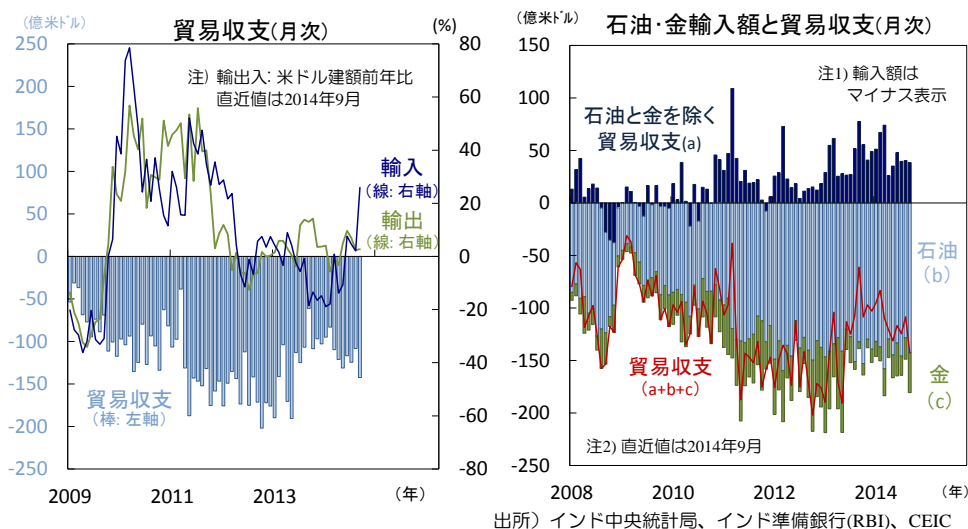 (億米ドル)
貿易収支(月次)
(%)
250
200
150
100
50
0
-50
-100
-150
-200
-250
80
60
40
20
0
-20
-40
-60
-80
注) 輸出入: 米ドル建額前年比
直近値は2014年9月
輸入
(線: 右軸)
輸出
(線: 右軸)
貿易収支
(棒: 左軸)
2009
2011
2013
(年)
(億米ドル)
石油・金輸入額と貿易収支(月次)
150
100
50
0
-50
-100
-150
-200
-250
注1) 輸入額は
マイナス表示
石油と金を除く
貿易収支(a)
石油
(b)
貿易収支
(a+b+c)
金
(c)
注2) 直近値は2014年9月
2008
2010
2012
2014
(年)
出所）インド中央統計局、インド準備銀行(RBI)、CEIC